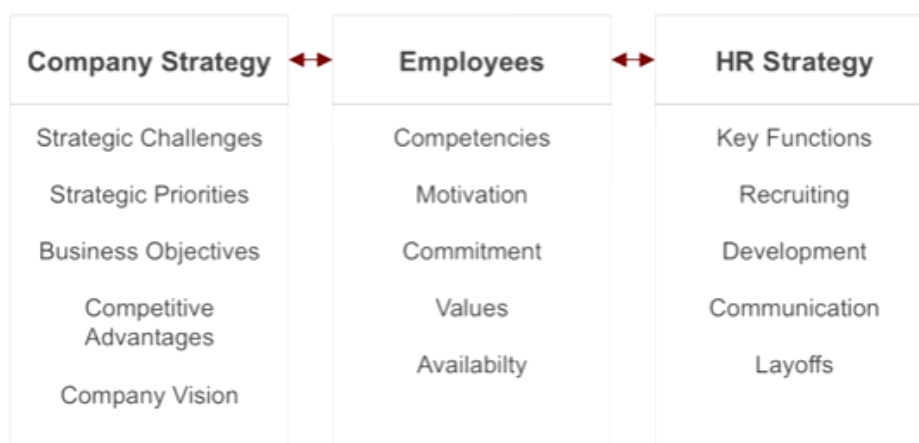 Company Strategy
Strategic Challenges
Strategic Priorities
Business Objectives
Competitive
Advantages
Company Vision
Employees
Competencies
Motivation
Commitment
Values
Availabilty
HR Strategy
Key Functions
Recruiting
Development
Communication
Layoffs